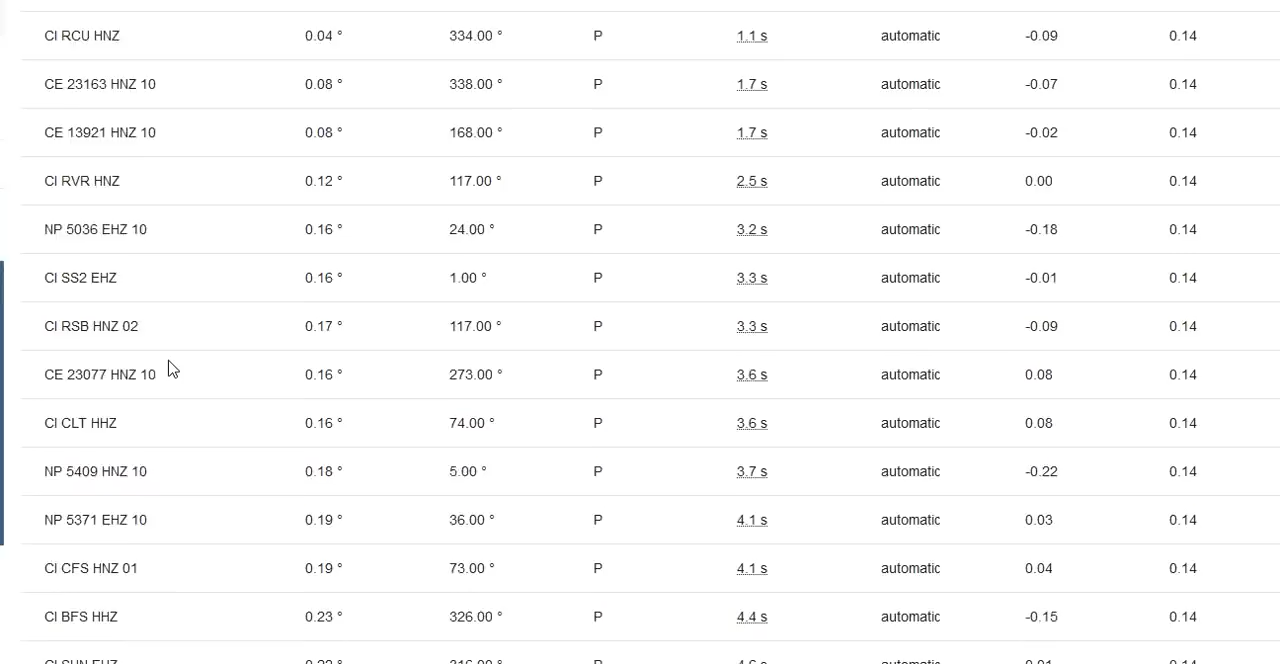 CI RCU HNZ 0.04 ° 334.00 ° P 1.1 s automatic -0.09 0.14
CE 23163 HNZ 10 0.08 ° 338.00 ° P 1.7 s automatic -0.07 0.14
CE 13921 HNZ 10 0.08 ° 168.00 ° P 1.7 s automatic -0.02 0.14
CI RVR HNZ 0.12 ° 117.00 ° P 2.5 s automatic 0.00 0.14
NP 5036 EHZ 10 0.16 ° 24.00 ° P 3.2 s automatic -0.18 0.14
CI SS2 EHZ 0.16 ° 1.00 ° P 3.3 s automatic -0.01 0.14
CI RSB HNZ 02 0.17 ° 117.00 ° P 3.3 s automatic -0.09 0.14
CE 23077 HNZ 10 0.16 ° 273.00 ° P 3.6 s automatic 0.08 0.14
CI CLT HHZ 0.16 ° 74.00 ° P 3.6 s automatic 0.08 0.14
NP 5409 HNZ 10 0.18 ° 5.00 ° P 3.7 s automatic -0.22 0.14
NP 5371 EHZ 10 0.19 ° 36.00 ° P 4.1 s automatic 0.03 0.14
CI CFS HNZ 01 0.19 ° 73.00 ° P 4.1 s automatic 0.04 0.14
CI BFS HHZ 0.23 ° 326.00 ° P 4.4 s automatic -0.15 0.14